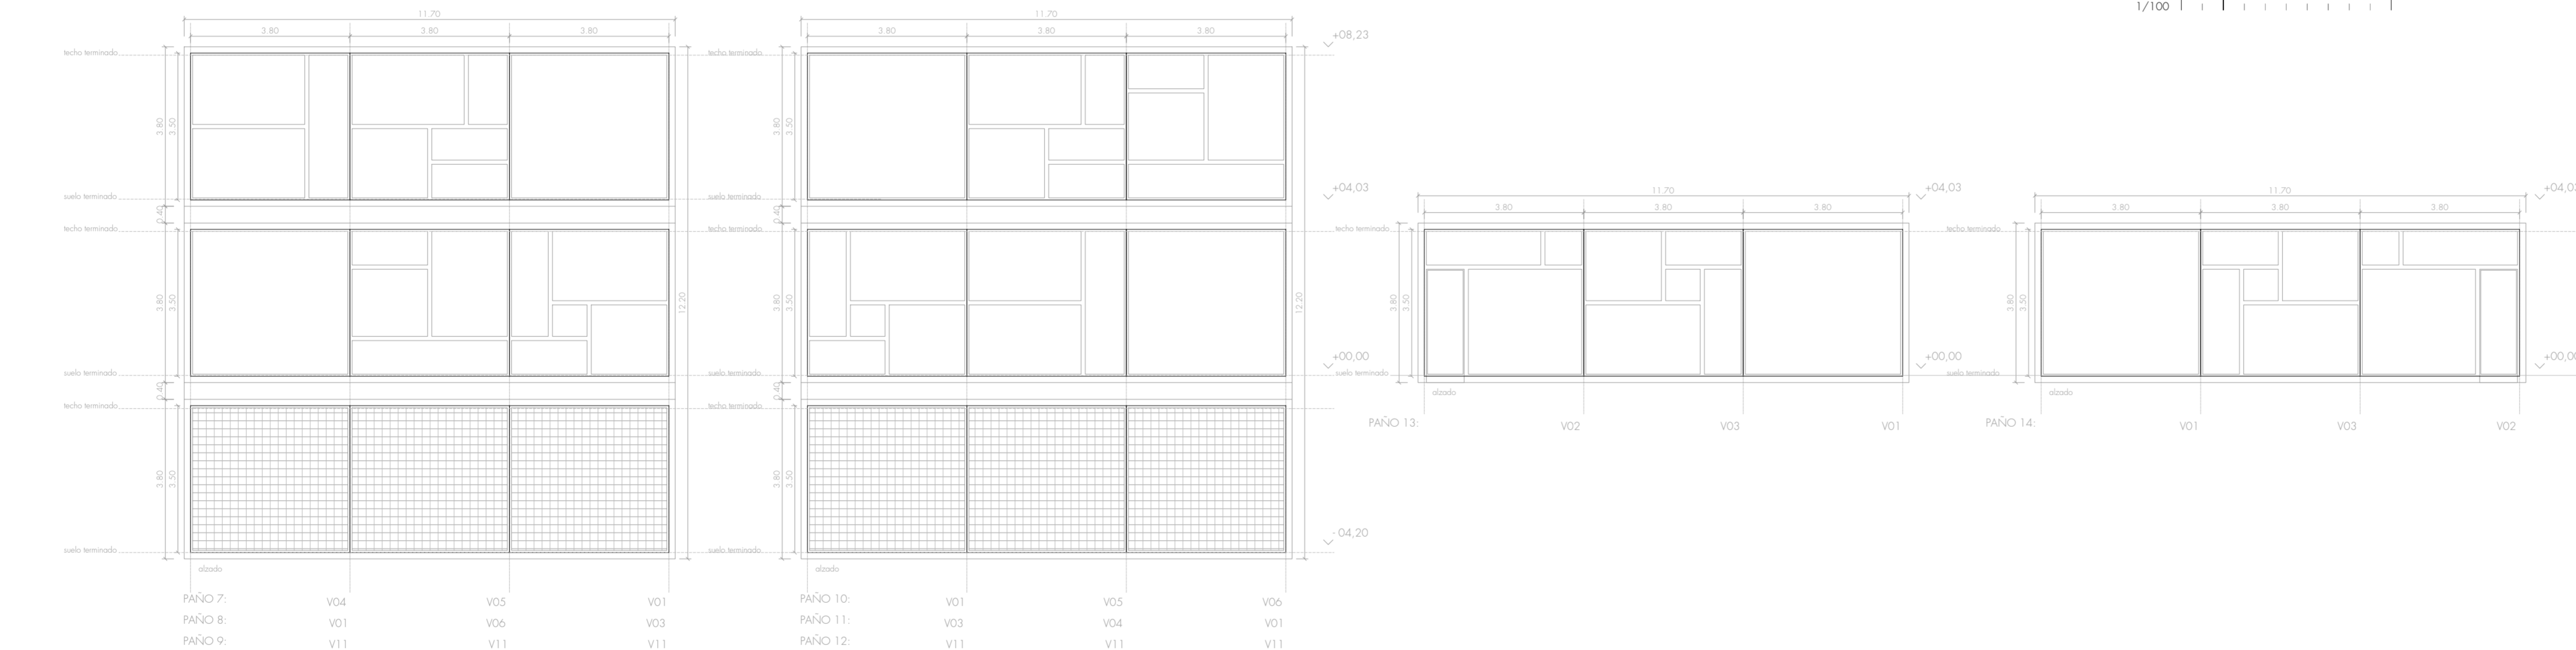 1/100
11.70
11.70
3.80 3.80 3.80
3.80 3.80 3.80
+08,23
techo terminado
techo terminado
3.80 3.50
3.80 3.50
suelo terminado
suelo terminado
+04,03
+04,03
+04,0
11.70
11.70
3.80 3.80 3.80
3.80 3.80 3.80
0.40
0.40
techo terminado
techo terminado
techo terminado
techo terminado
3.80 3.50
12.20
3.80 3.50
12.20
3.80 3.50
3.80 3.50
+00,00
+00,00
+00,0
suelo terminado
suelo terminado
suelo terminado
suelo terminado
0.40
0.40
alzado
alzado
techo terminado
techo terminado
PAÑO 13: V02 V03 V01
PAÑO 14: V01 V03 V02
3.80 3.50
3.80 3.50
- 04,20
suelo terminado
suelo terminado
alzado
alzado
PAÑO 7: V04 V05 V01
PAÑO 10: V01 V05 V06
PAÑO 8: V01 V06 V03
PAÑO 11: V03 V04 V01
PAÑO 9: V11 V11 V11
PAÑO 12: V11 V11 V11